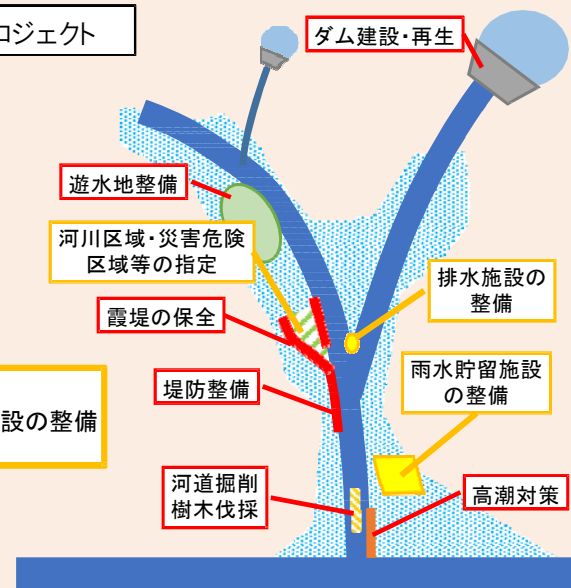 ロジェクト
ダム建設・再生
遊水地整備
河川区域・災害危険
区域等の指定
排水施設の
整備
霞堤の保全
雨水貯留施設
の整備
堤防整備
設の整備
河道掘削
樹木伐採
高潮対策